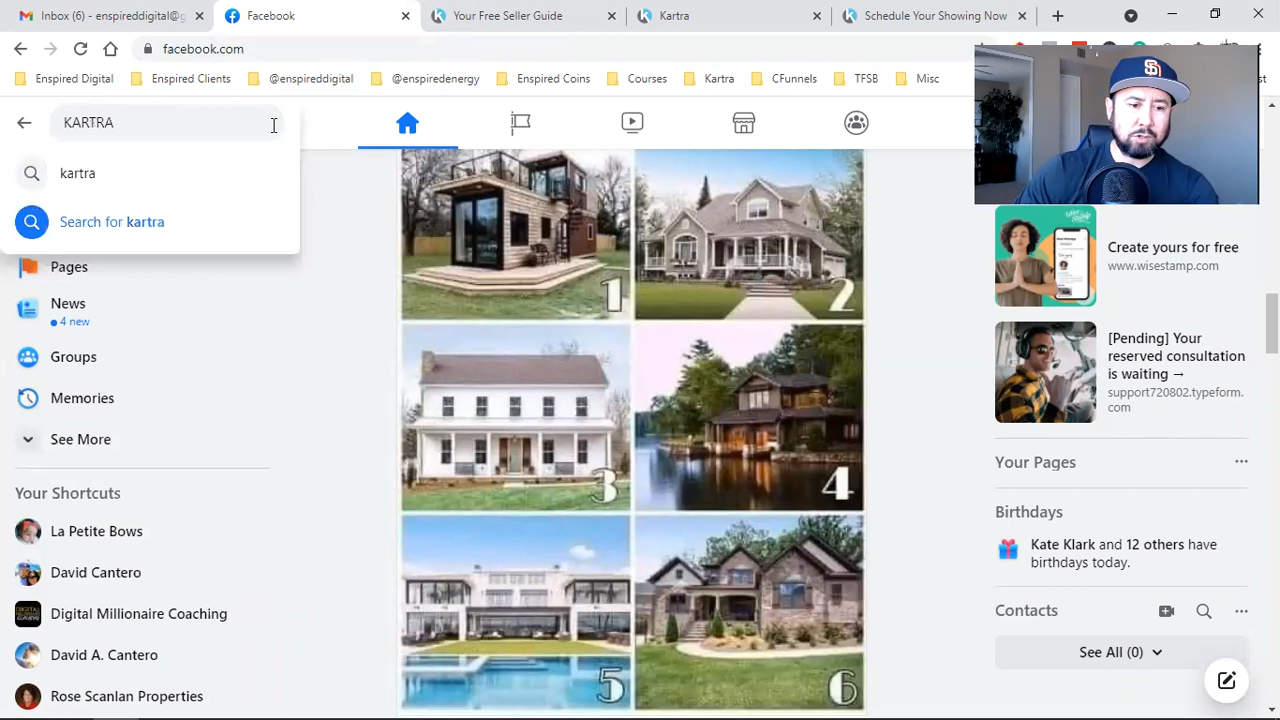 Inbox (6) - enspireddigital@g
Facebook
Your Free Seller Guide
Kartra
Schedule Your Showing Now
facebook.com
Enspired Digital
Enspired Clients
@enspireddigital
@enspiredenergy
Enspired Coins
Courses
Kartra
CFunnels
TFSB
Misc
KARTRA
kartra
Search for kartra
Pages
News
4 new
Groups
Memories
See More
Your Shortcuts
La Petite Bows
David Cantero
Digital Millionaire Coaching
David A. Cantero
Rose Scanlan Properties
1
2
3
4
5
6
Create yours for free
www.wisestamp.com
[Pending] Your
reserved consultation
is waiting →
support720802.typeform.
com
Your Pages
Birthdays
Kate Klark and 12 others have
birthdays today.
Contacts
See All (0)